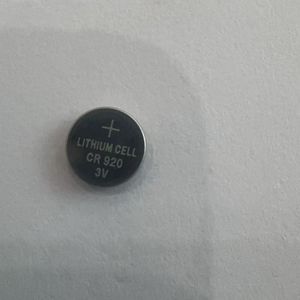 +
LITHIUM CELL
CR 920
3V